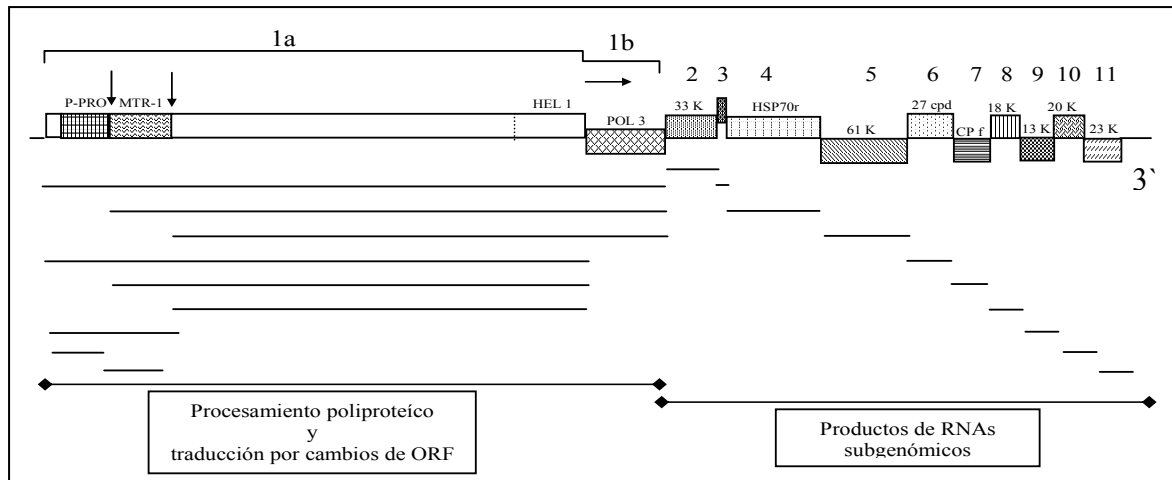 1a
1b
2 3 4 5 6 7 8 9 10 11
P-PRO MTR-1 HEL 1 POL 3 33 K HSP70r 61 K 27 cpd CP f 18 K 13 K 20 K 23 K
3`
Procesamiento poliproteíco
y
traducción por cambios de ORF
Productos de RNAs
subgenómicos